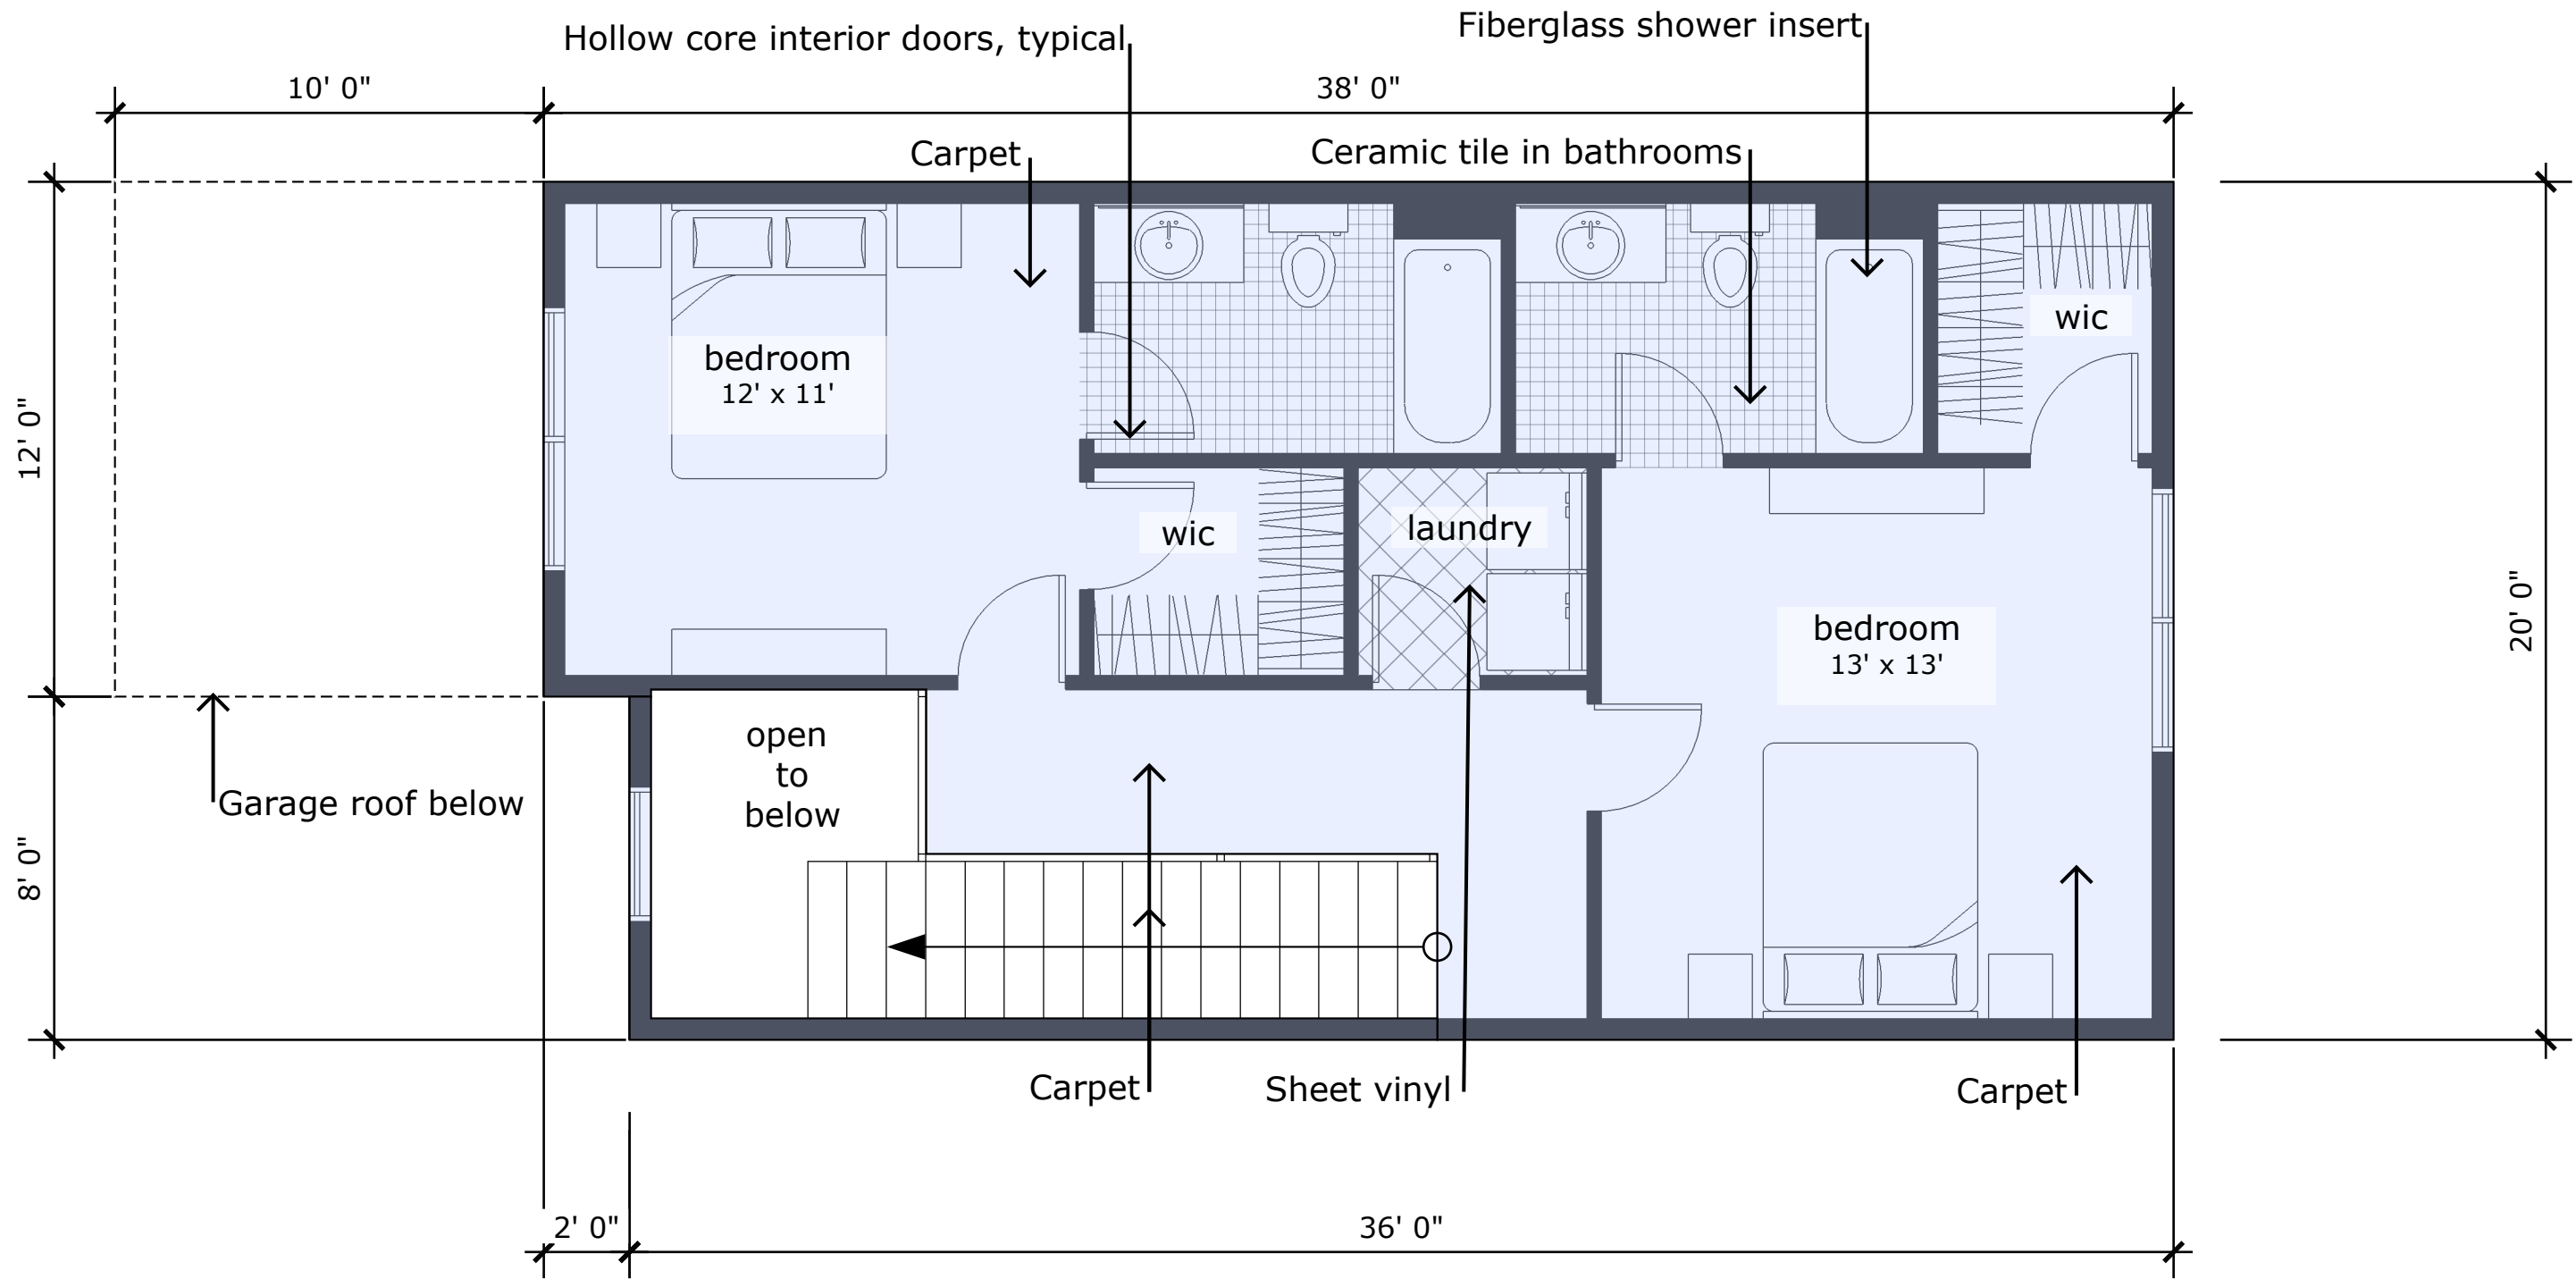 Fiberglass shower insert
Hollow core interior doors, typical
10' 0"
38' 0"
Carpet
Ceramic tile in bathrooms
wic
bedroom
12' x 11'
12' 0"
wic
laundry
bedroom
13' x 13'
20' 0"
open
to
below
Garage roof below
8' 0"
Carpet
Sheet vinyl
Carpet
2' 0"
36' 0"